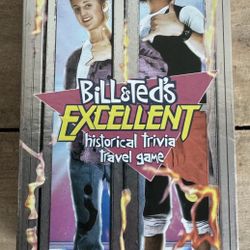 BiLL&TeD's
EXCELLENT
historical trivia
travel game